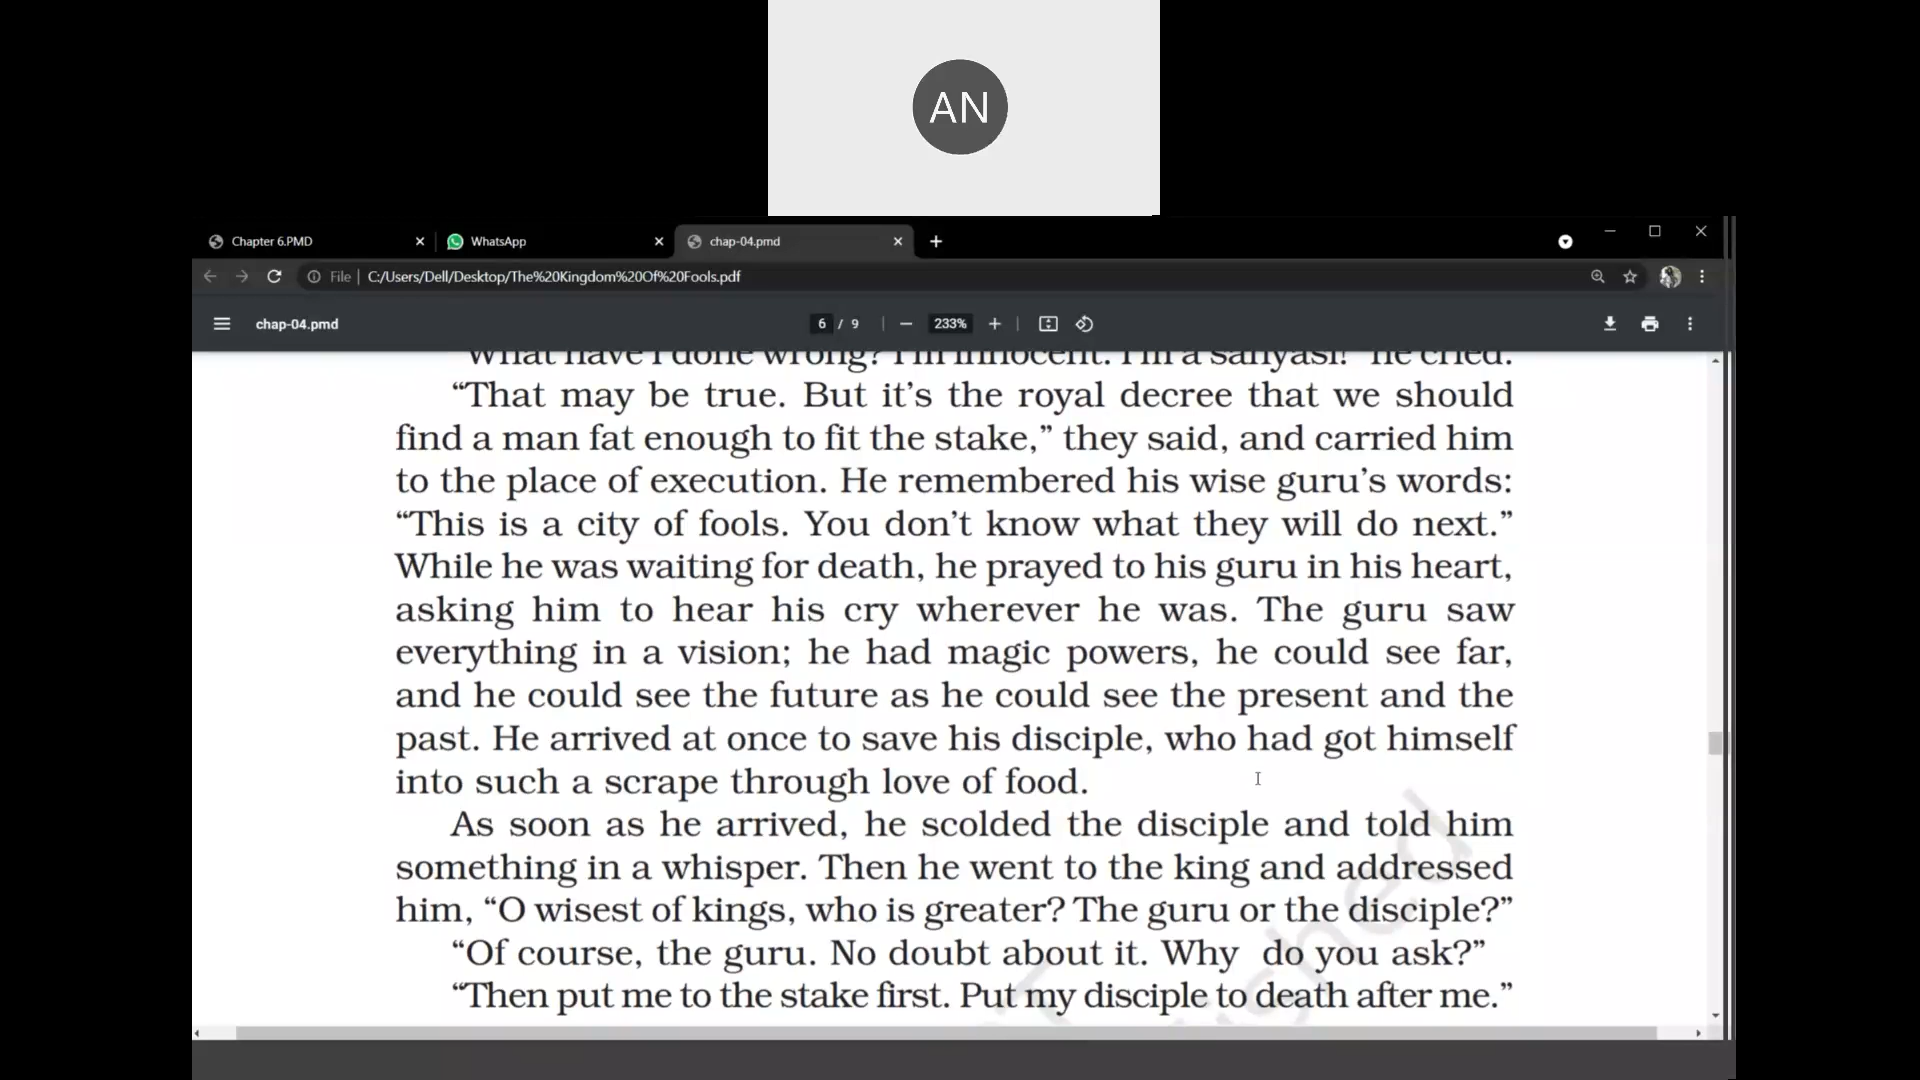 AN
Chapter 6.PMD
WhatsApp
chap-04.pmd
File
C:/Users/Dell/Desktop/The%20Kingdom%20Of%20Fools.pdf
chap-04.pmd
6 / 9
233%
“What have I done wrong? I’m innocent. I’m a sanyasi!” he cried.
“That may be true. But it’s the royal decree that we should
find a man fat enough to fit the stake,” they said, and carried him
to the place of execution. He remembered his wise guru’s words:
“This is a city of fools. You don’t know what they will do next.”
While he was waiting for death, he prayed to his guru in his heart,
asking him to hear his cry wherever he was. The guru saw
everything in a vision; he had magic powers, he could see far,
and he could see the future as he could see the present and the
past. He arrived at once to save his disciple, who had got himself
into such a scrape through love of food.
As soon as he arrived, he scolded the disciple and told him
something in a whisper. Then he went to the king and addressed
him, “O wisest of kings, who is greater? The guru or the disciple?”
“Of course, the guru. No doubt about it. Why do you ask?”
“Then put me to the stake first. Put my disciple to death after me.”